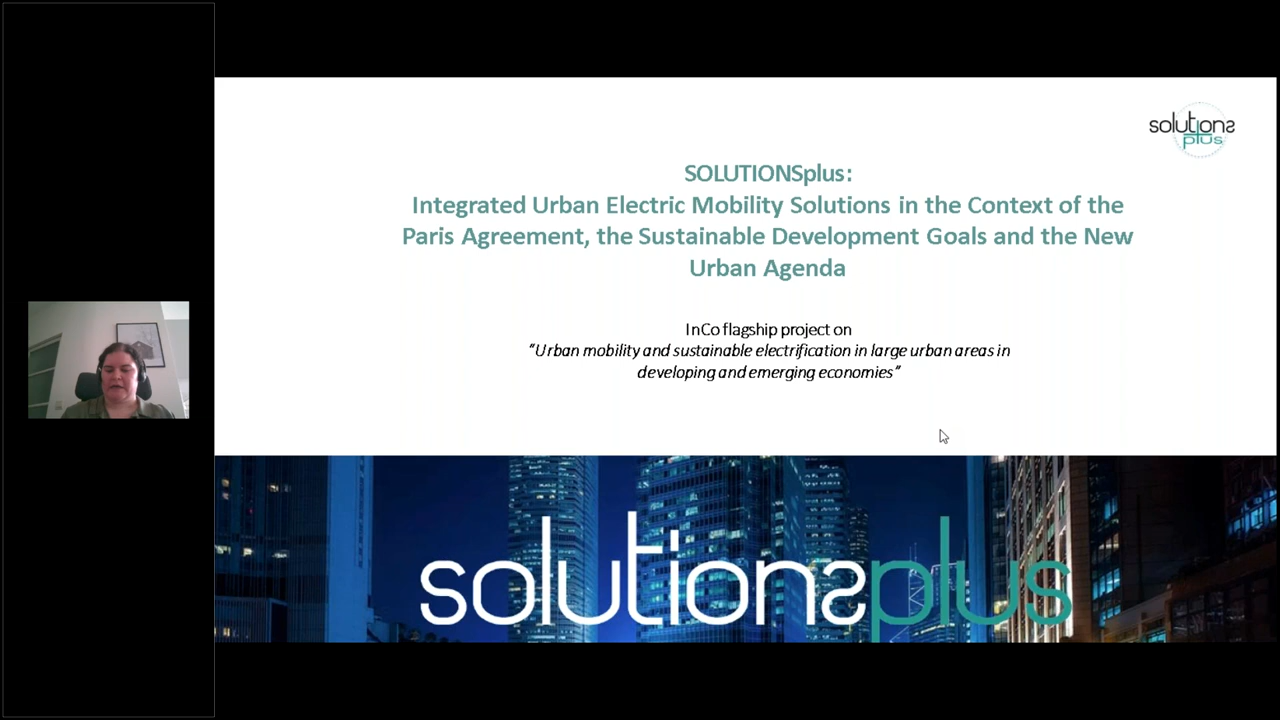 solutions
plus
SOLUTIONSplus:
Integrated Urban Electric Mobility Solutions in the Context of the
Paris Agreement, the Sustainable Development Goals and the New
Urban Agenda
InCo flagship project on
“Urban mobility and sustainable electrification in large urban areas in
developing and emerging economies”
solutionsplus